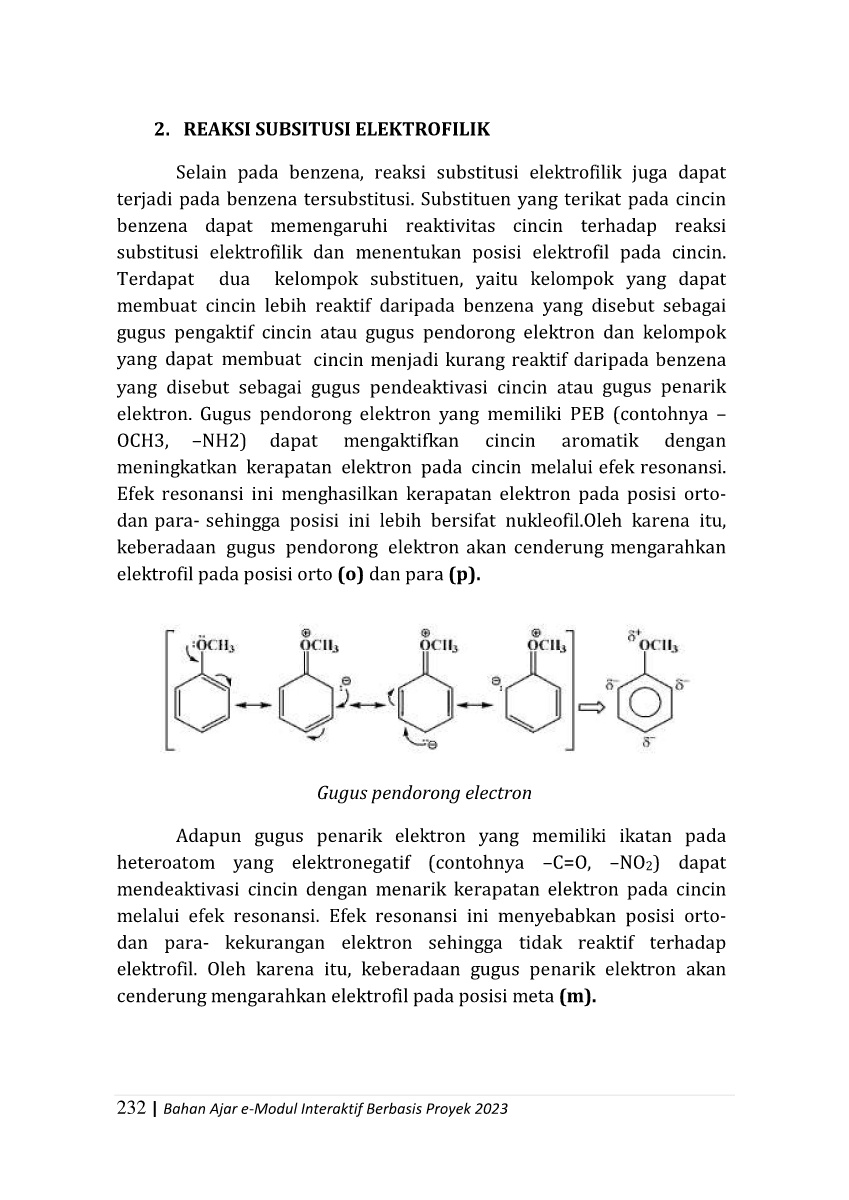 2. REAKSI SUBSITUSI ELEKTROFILIK
Selain pada benzena, reaksi substitusi elektrofilik juga dapat
terjadi pada benzena tersubstitusi. Substituen yang terikat pada cincin
benzena dapat memengaruhi reaktivitas cincin terhadap reaksi
substitusi elektrofilik dan menentukan posisi elektrofil pada cincin.
Terdapat dua kelompok substituen, yaitu kelompok yang dapat
membuat cincin lebih reaktif daripada benzena yang disebut sebagai
gugus pengaktif cincin atau gugus pendorong elektron dan kelompok
yang dapat membuat cincin menjadi kurang reaktif daripada benzena
yang disebut sebagai gugus pendeaktivasi cincin atau gugus penarik
elektron. Gugus pendorong elektron yang memiliki PEB (contohnya –
OCH3, –NH2) dapat mengaktifkan cincin aromatik dengan
meningkatkan kerapatan elektron pada cincin melalui efek resonansi.
Efek resonansi ini menghasilkan kerapatan elektron pada posisi orto-
dan para- sehingga posisi ini lebih bersifat nukleofil.Oleh karena itu,
keberadaan gugus pendorong elektron akan cenderung mengarahkan
elektrofil pada posisi orto (o) dan para (p).
:ÖCH₃ ⊕ OCH₃ ⊕ OCH₃ ⊕ OCH₃ δ⁺ OCH₃
:⊖ ⊖: δ⁻ δ⁻
:⊖ δ⁻
Gugus pendorong electron
Adapun gugus penarik elektron yang memiliki ikatan pada
heteroatom yang elektronegatif (contohnya –C=O, –NO₂) dapat
mendeaktivasi cincin dengan menarik kerapatan elektron pada cincin
melalui efek resonansi. Efek resonansi ini menyebabkan posisi orto-
dan para- kekurangan elektron sehingga tidak reaktif terhadap
elektrofil. Oleh karena itu, keberadaan gugus penarik elektron akan
cenderung mengarahkan elektrofil pada posisi meta (m).
232 | Bahan Ajar e-Modul Interaktif Berbasis Proyek 2023